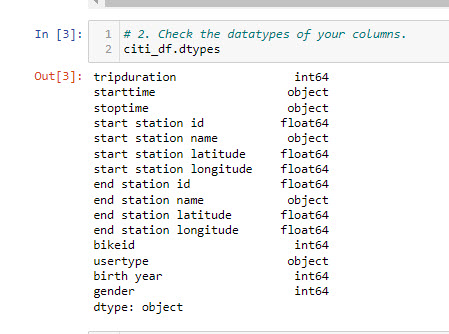 In [3]: 1 # 2. Check the datatypes of your columns.
2 citi_df.dtypes
Out[3]: tripduration int64
starttime object
stoptime object
start station id float64
start station name object
start station latitude float64
start station longitude float64
end station id float64
end station name object
end station latitude float64
end station longitude float64
bikeid int64
usertype object
birth year int64
gender int64
dtype: object